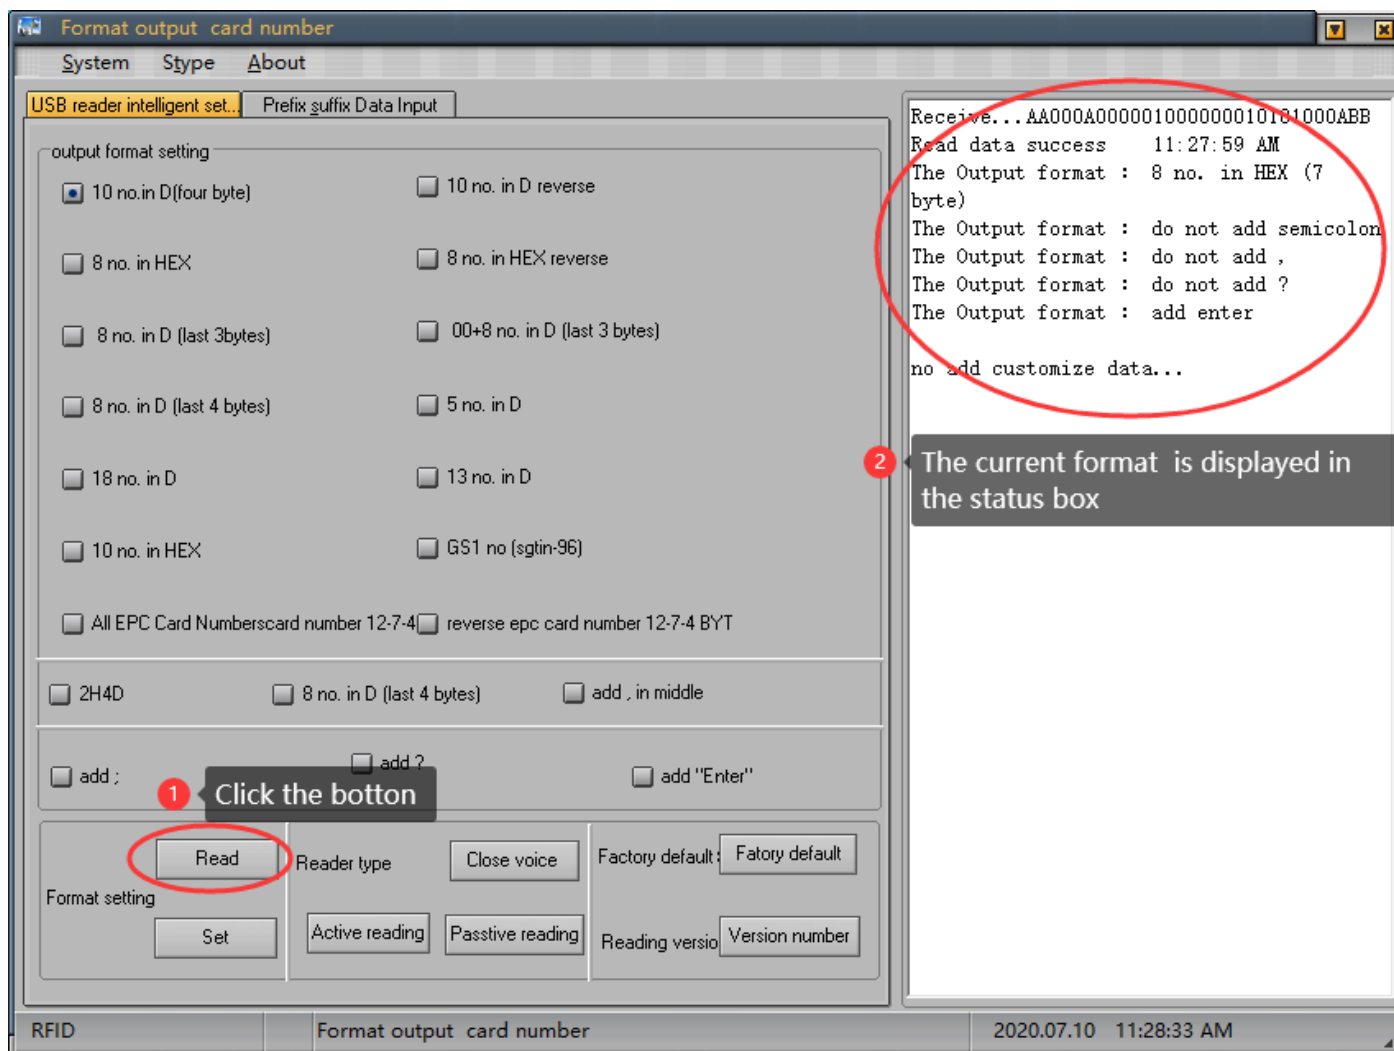 Format output card number
System Stype About
USB reader intelligent set... Prefix suffix Data Input
output format setting
10 no.in D(four byte) 10 no. in D reverse
8 no. in HEX 8 no. in HEX reverse
8 no. in D (last 3bytes) 00+8 no. in D (last 3 bytes)
8 no. in D (last 4 bytes) 5 no. in D
18 no. in D 13 no. in D
10 no. in HEX GS1 no (sgtin-96)
All EPC Card Numberscard number 12-7-4 reverse epc card number 12-7-4 BYT
2H4D 8 no. in D (last 4 bytes) add , in middle
add ; add ? add "Enter"
1 Click the botton
Read Reader type Close voice Factory default: Fatory default
Format setting
Set Active reading Passtive reading Reading versio Version number
Receive...AA000A0000010000000010101000ABB
Read data success 11:27:59 AM
The Output format : 8 no. in HEX (7
byte)
The Output format : do not add semicolon
The Output format : do not add ,
The Output format : do not add ?
The Output format : add enter
no add customize data...
2 The current format is displayed in
the status box
RFID Format output card number 2020.07.10 11:28:33 AM